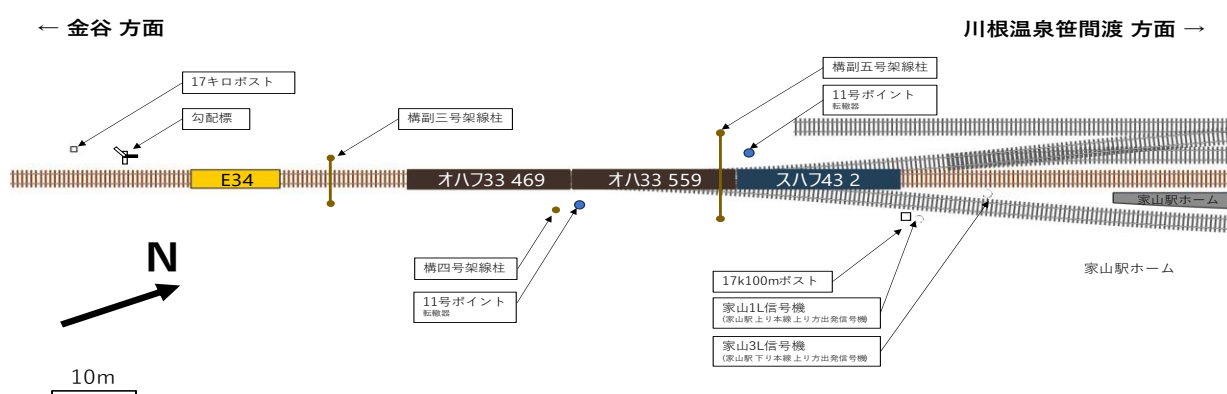 ← 金谷 方面
川根温泉笹間渡 方面 →
17キロポスト
勾配標
横副三号架線柱
構副五号架線柱
11号ポイント
転轍器
E34
オハフ33 469
オハ33 559
スハフ43 2
家山駅ホーム
N
構四号架線柱
11号ポイント
転轍器
17k100mポスト
家山1L信号機
(家山駅 上り本線 上り方出発信号機)
家山3L信号機
(家山駅 下り本線 上り方出発信号機)
家山駅ホーム
10m